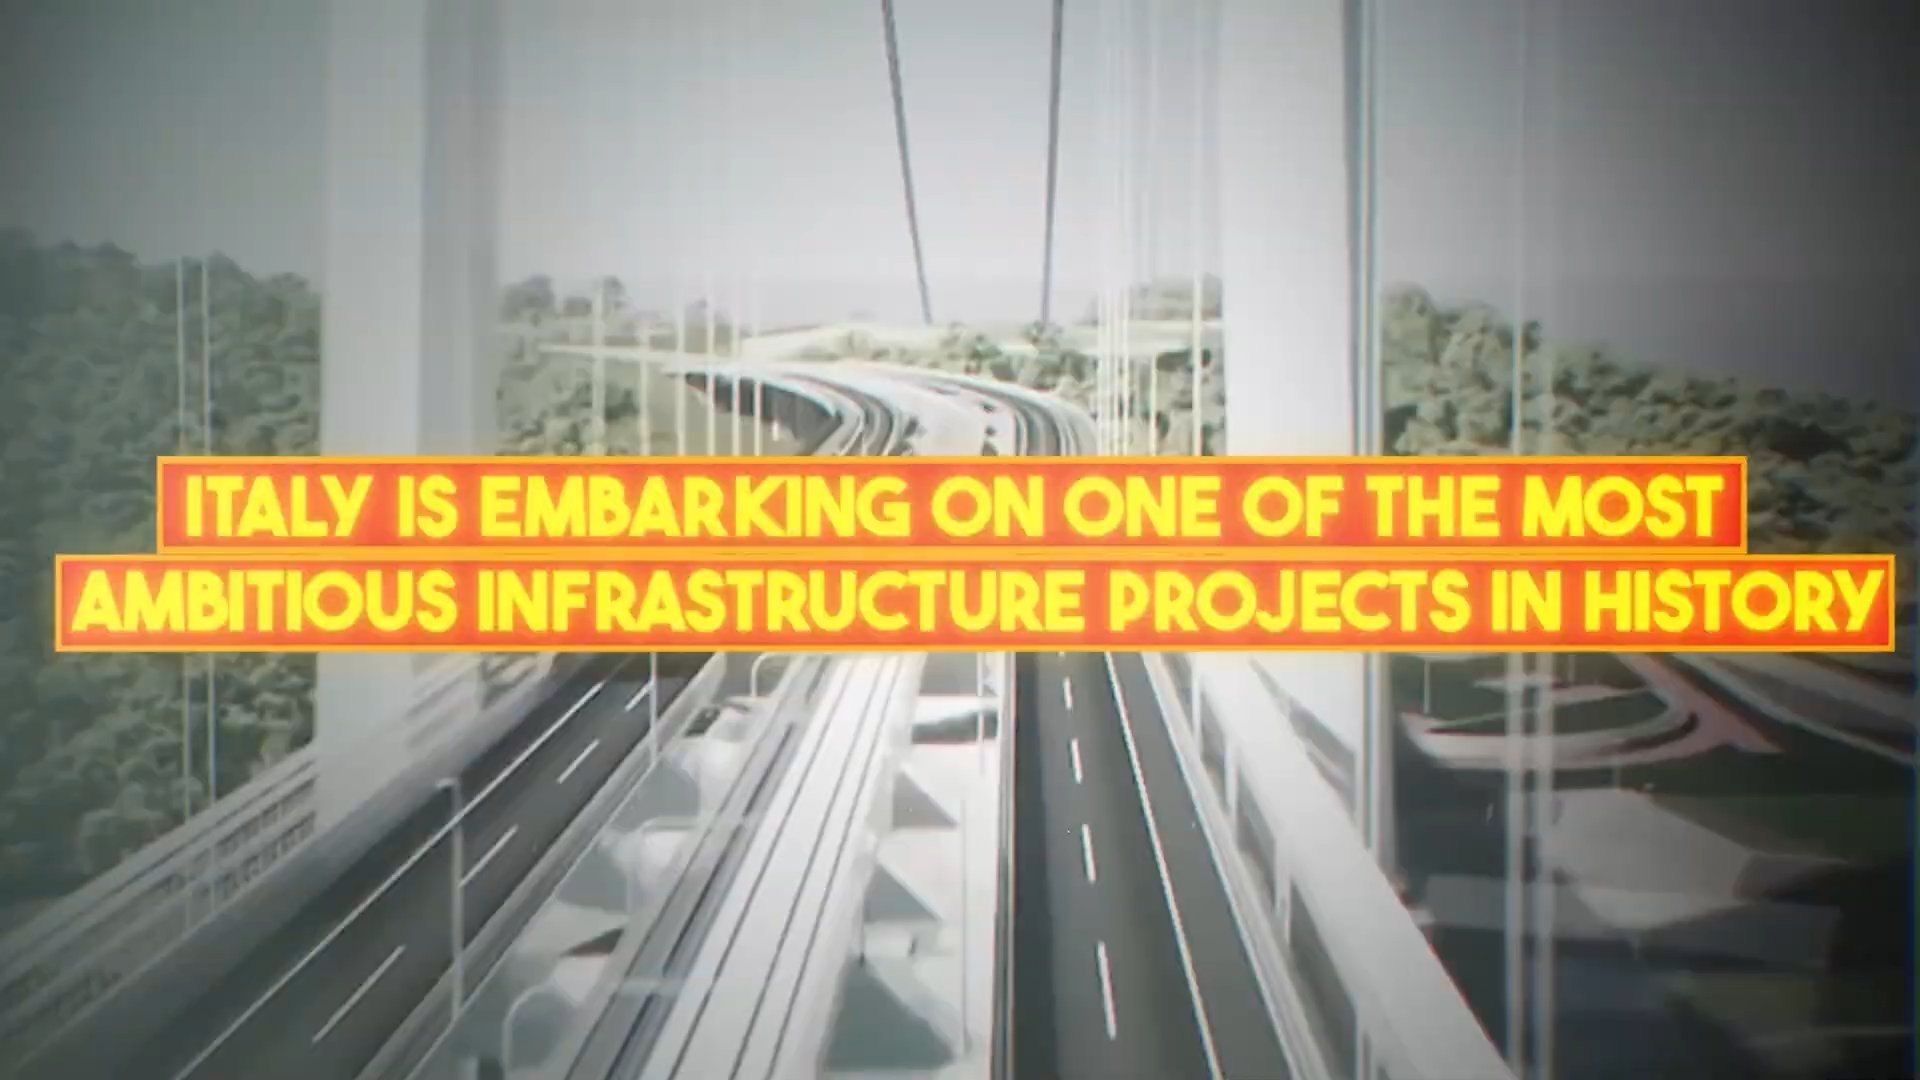 ITALY IS EMBARKING ON ONE OF THE MOST
AMBITIOUS INFRASTRUCTURE PROJECTS IN HISTORY